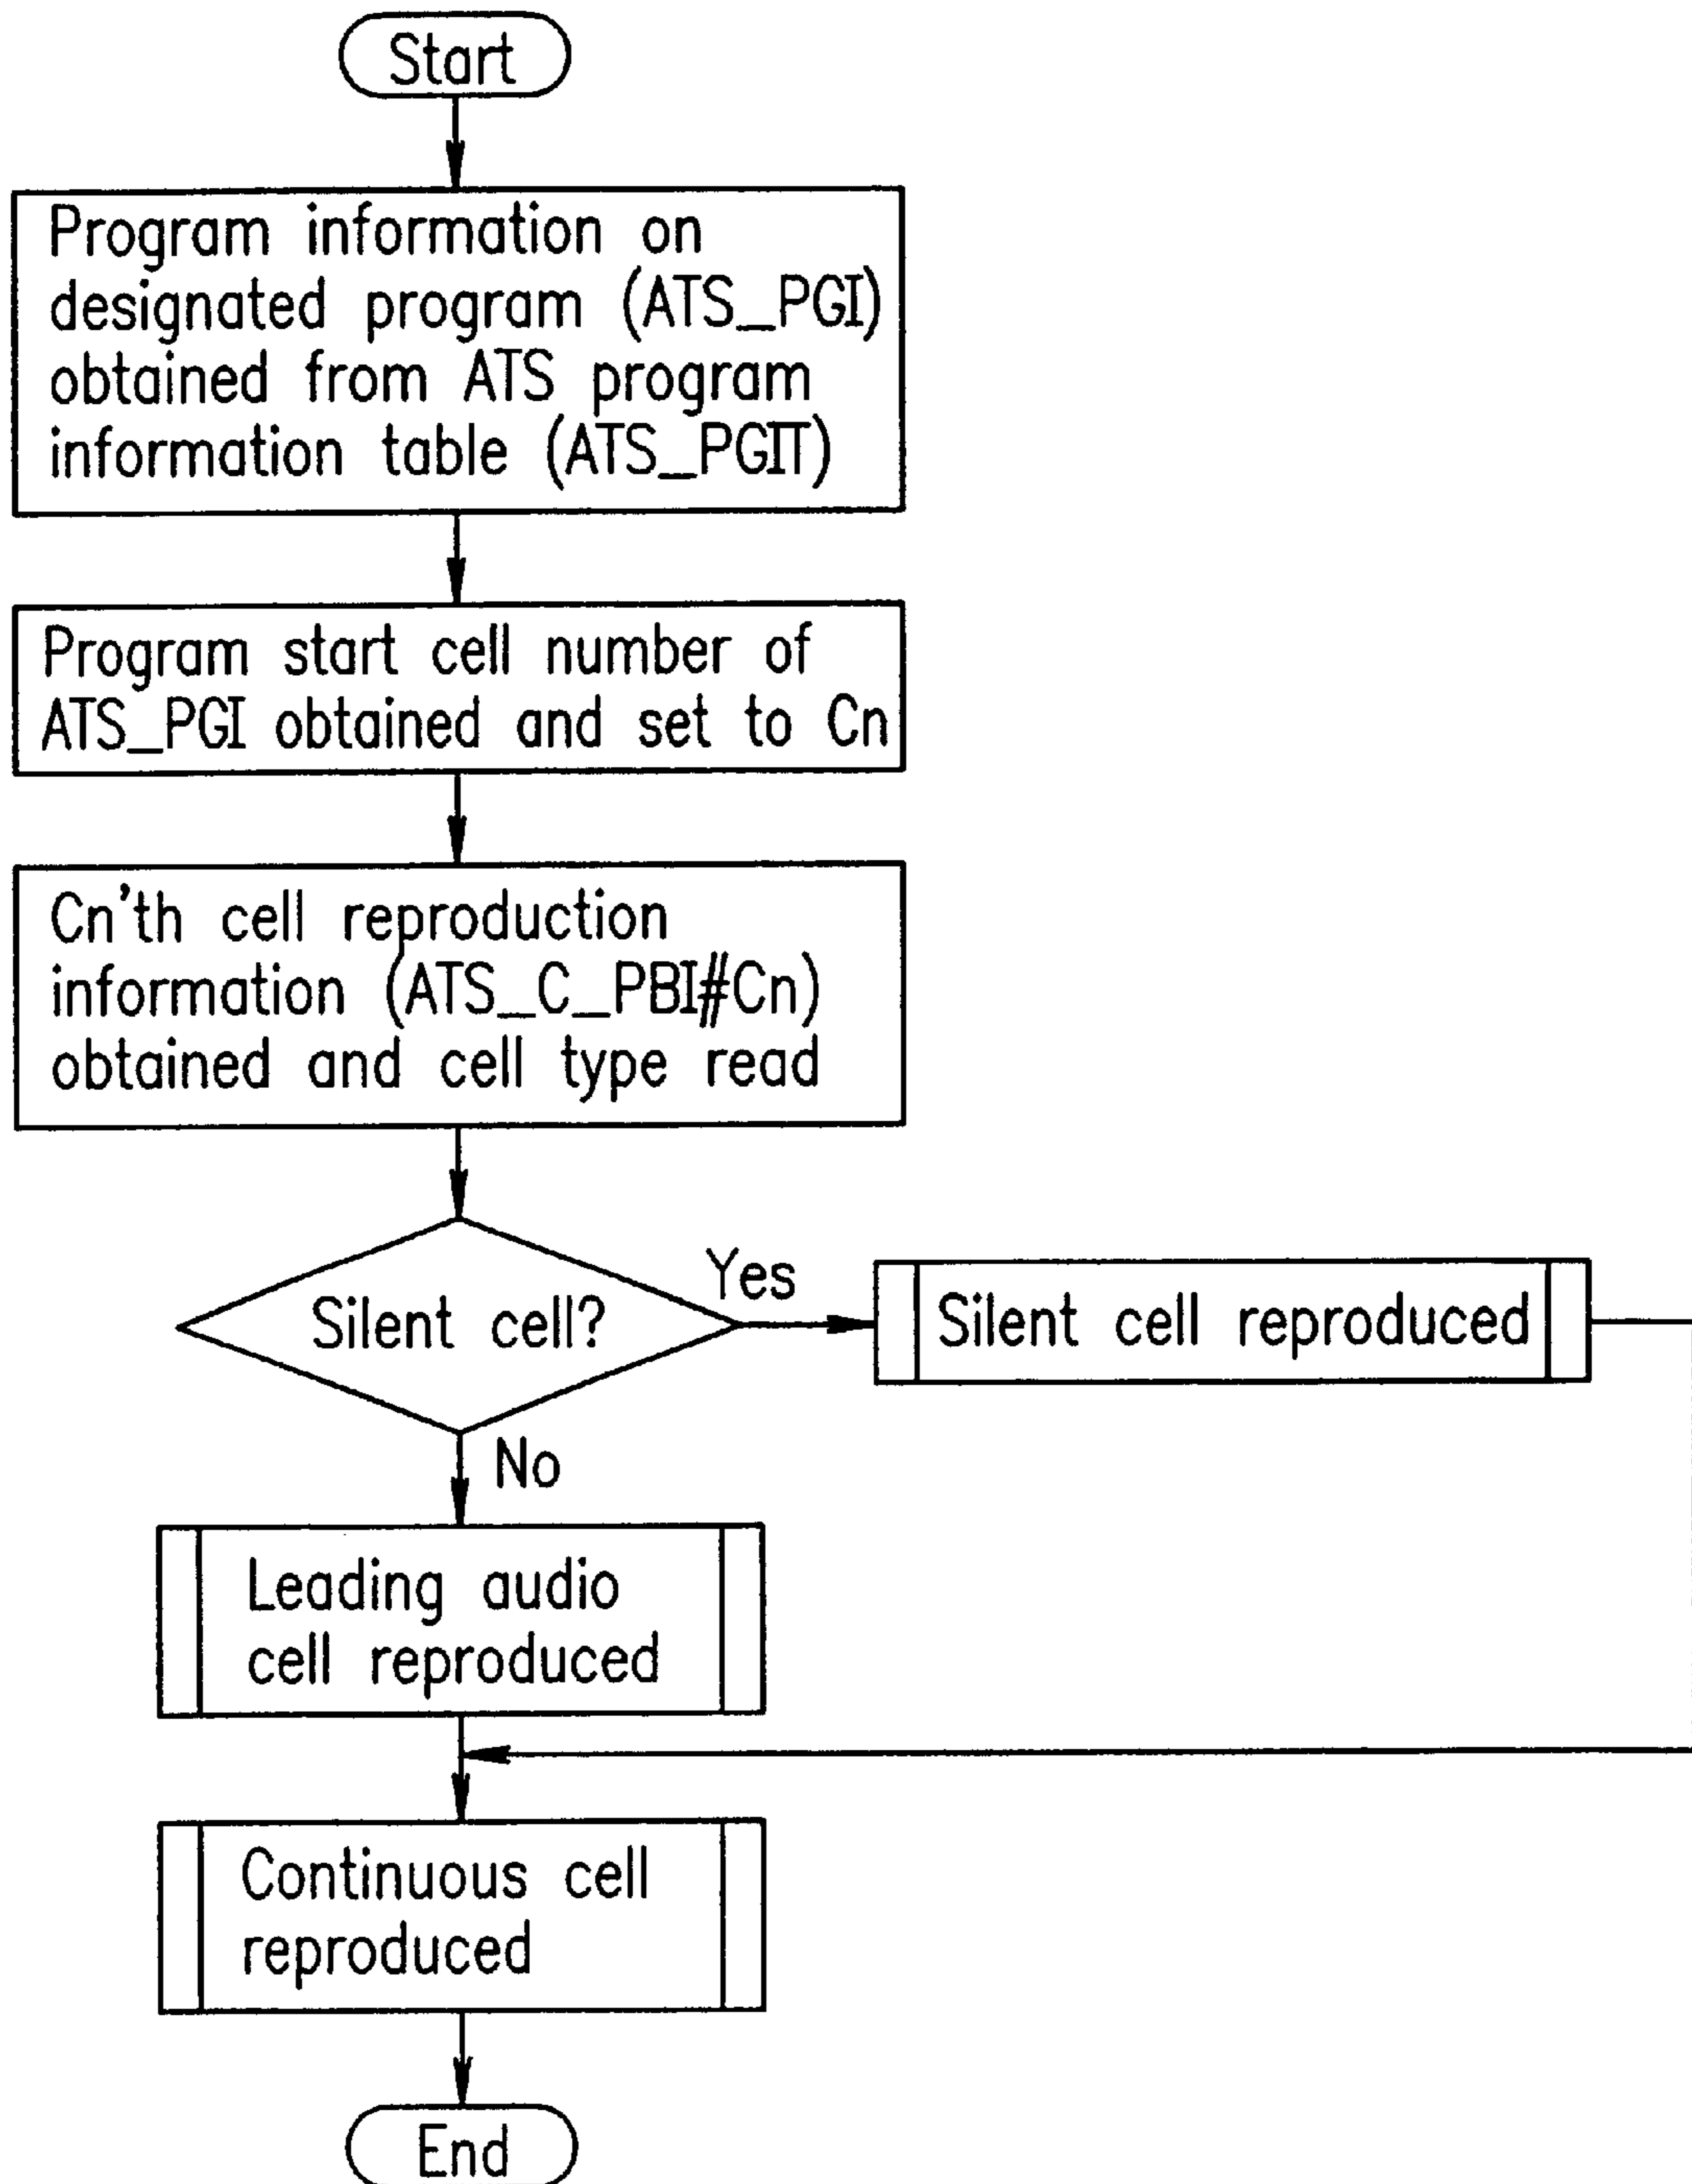 Start
Program information on
designated program (ATS_PGI)
obtained from ATS program
information table (ATS_PGIT)
Program start cell number of
ATS_PGI obtained and set to Cn
Cn'th cell reproduction
information (ATS_C_PBI#Cn)
obtained and cell type read
Silent cell?
Yes
Silent cell reproduced
No
Leading audio
cell reproduced
Continuous cell
reproduced
End